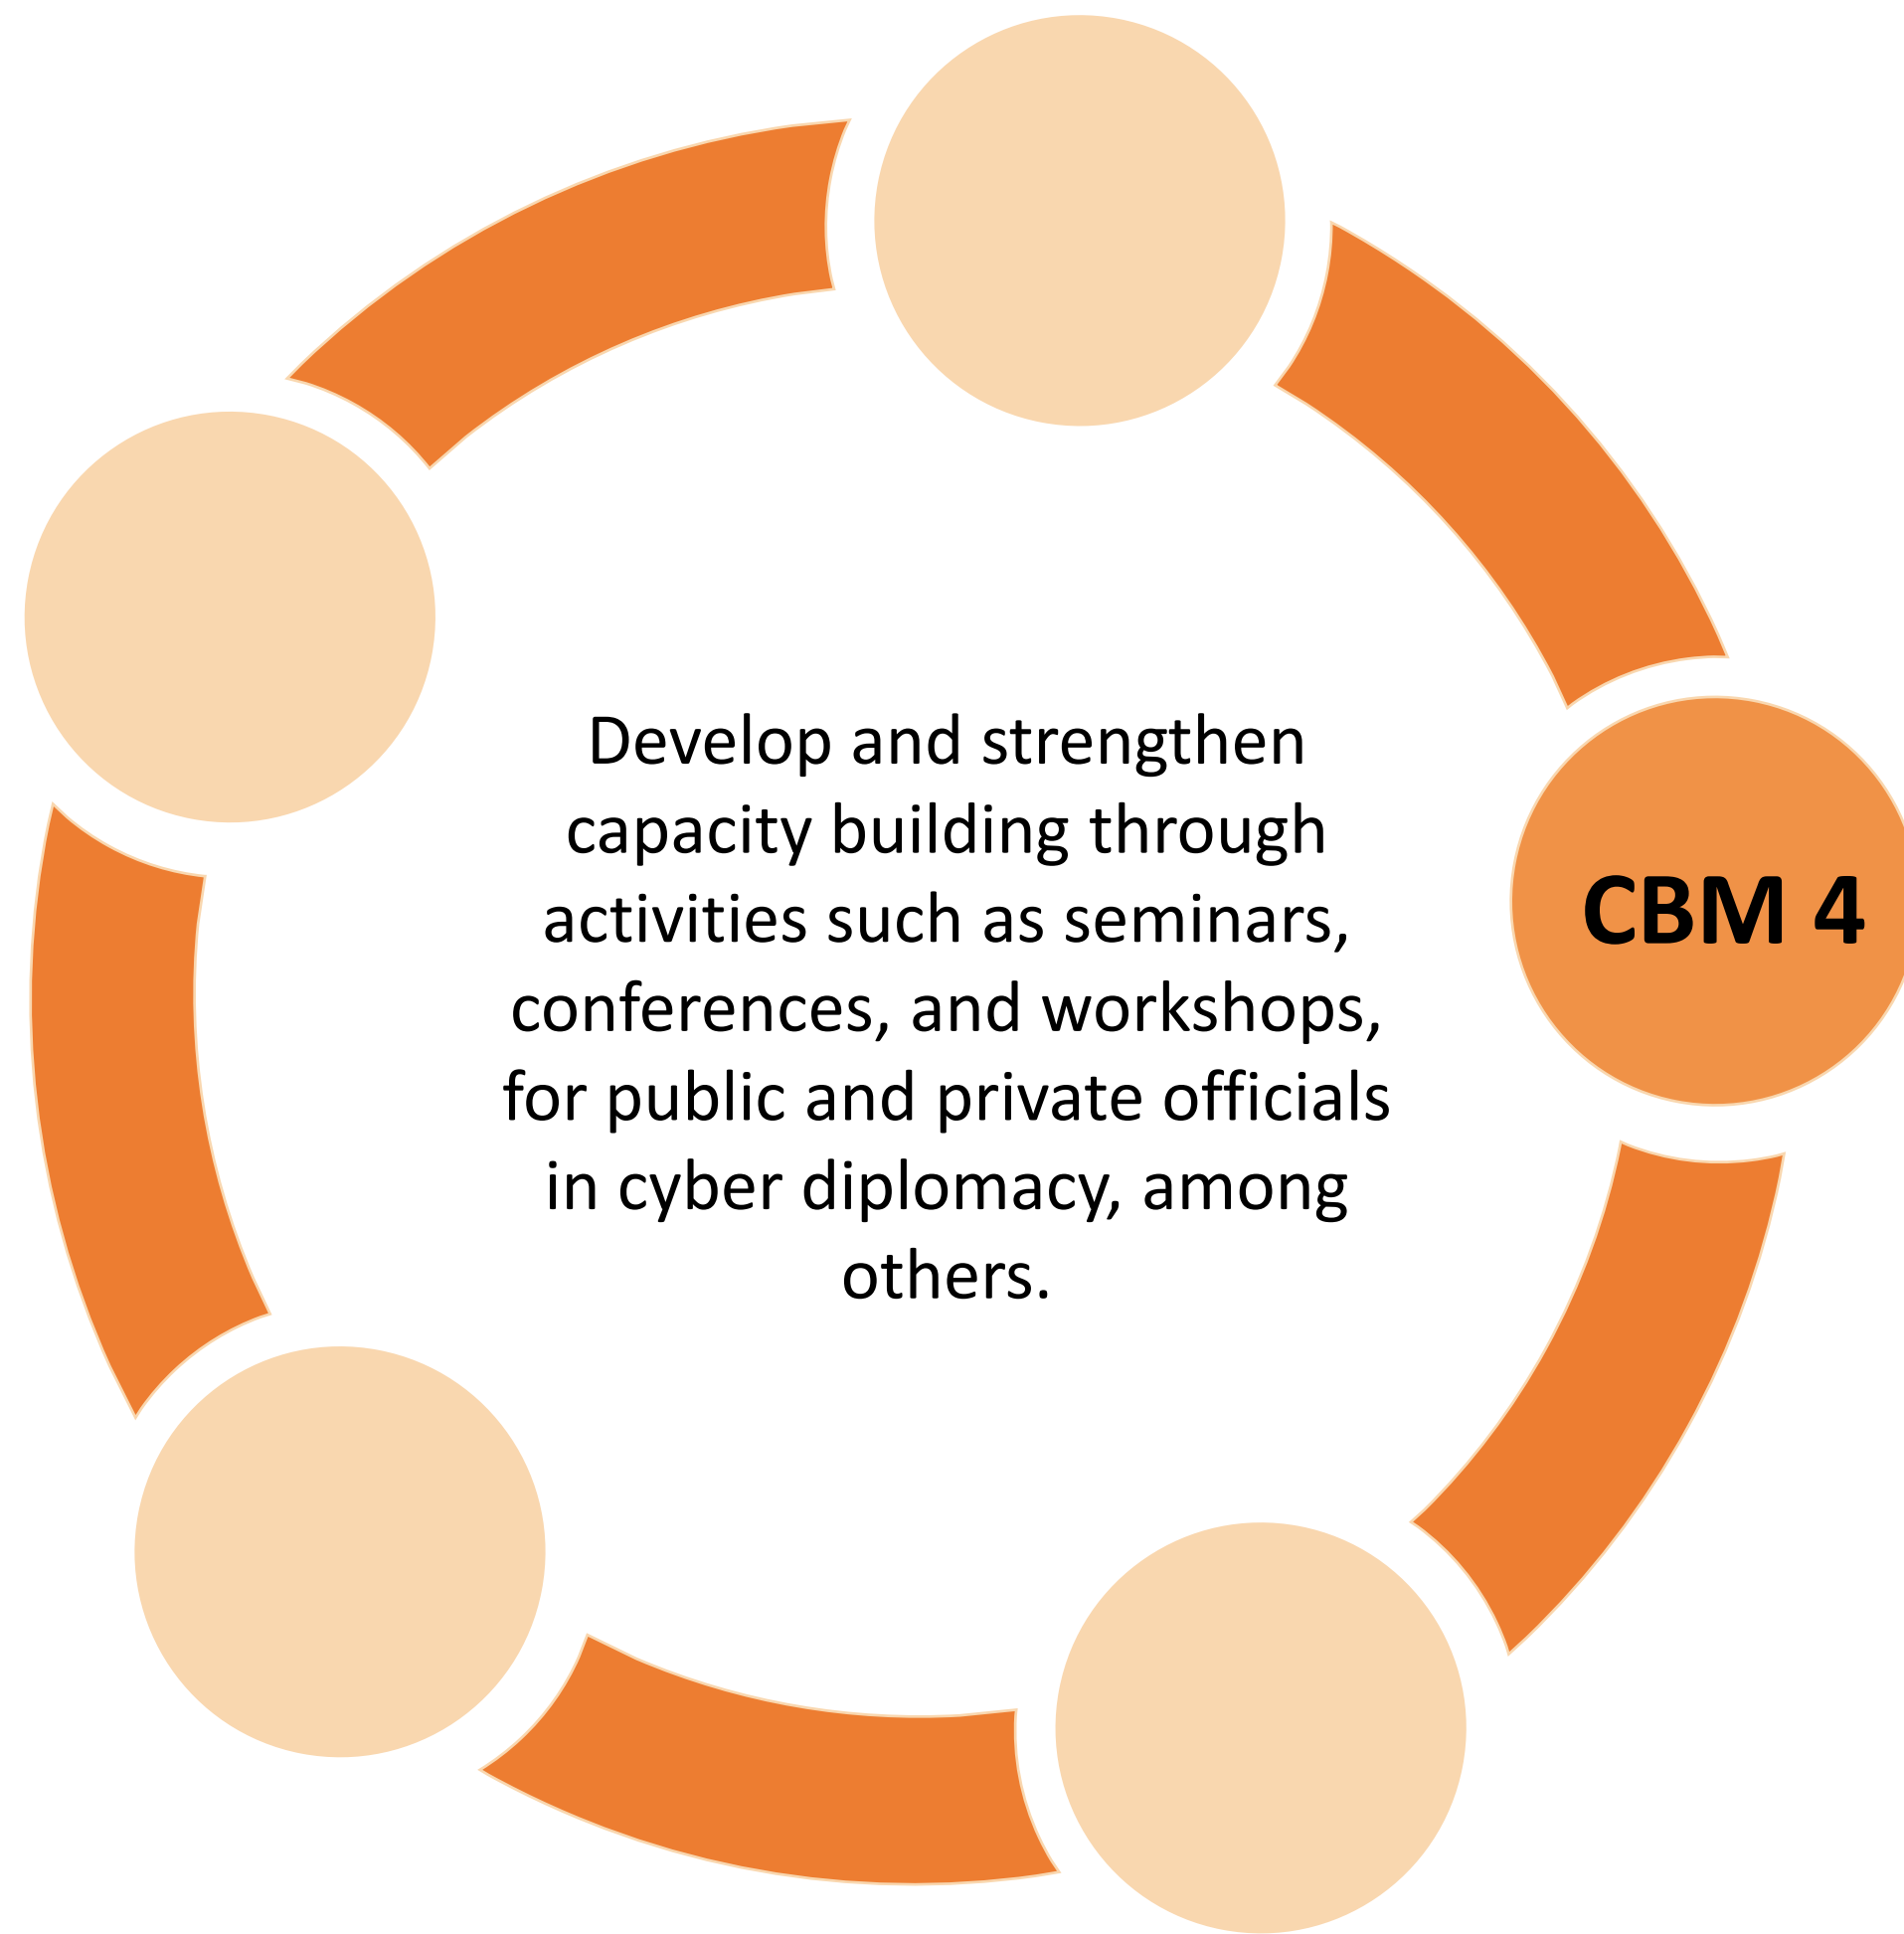 Develop and strengthen
capacity building through
activities such as seminars,
conferences, and workshops,
for public and private officials
in cyber diplomacy, among
others.
CBM 4